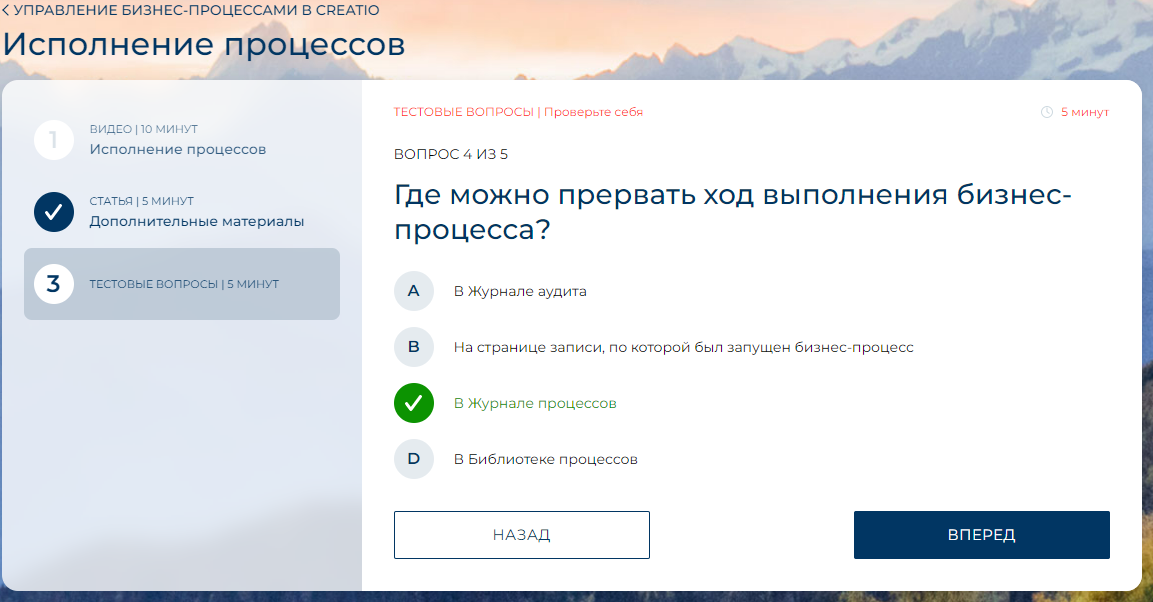 УПРАВЛЕНИЕ БИЗНЕС-ПРОЦЕССАМИ В CREATIO
Исполнение процессов
1
ВИДЕО | 10 МИНУТ
Исполнение процессов
СТАТЬЯ | 5 МИНУТ
Дополнительные материалы
3
ТЕСТОВЫЕ ВОПРОСЫ | 5 МИНУТ
ТЕСТОВЫЕ ВОПРОСЫ | Проверьте себя
5 минут
ВОПРОС 4 ИЗ 5
Где можно прервать ход выполнения бизнес-
процесса?
A
В Журнале аудита
B
На странице записи, по которой был запущен бизнес-процесс
В Журнале процессов
D
В Библиотеке процессов
НАЗАД
ВПЕРЕД